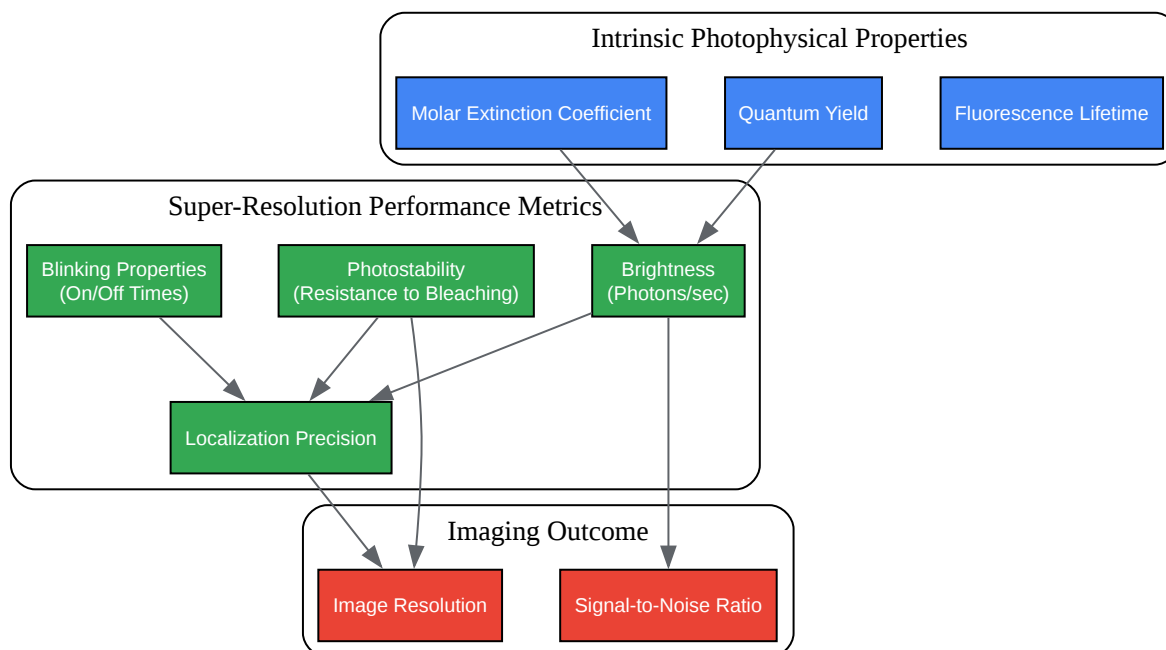 Intrinsic Photophysical Properties
Molar Extinction Coefficient
Quantum Yield
Fluorescence Lifetime
Super-Resolution Performance Metrics
Blinking Properties
(On/Off Times)
Photostability
(Resistance to Bleaching)
Brightness
(Photons/sec)
Localization Precision
Imaging Outcome
Image Resolution
Signal-to-Noise Ratio